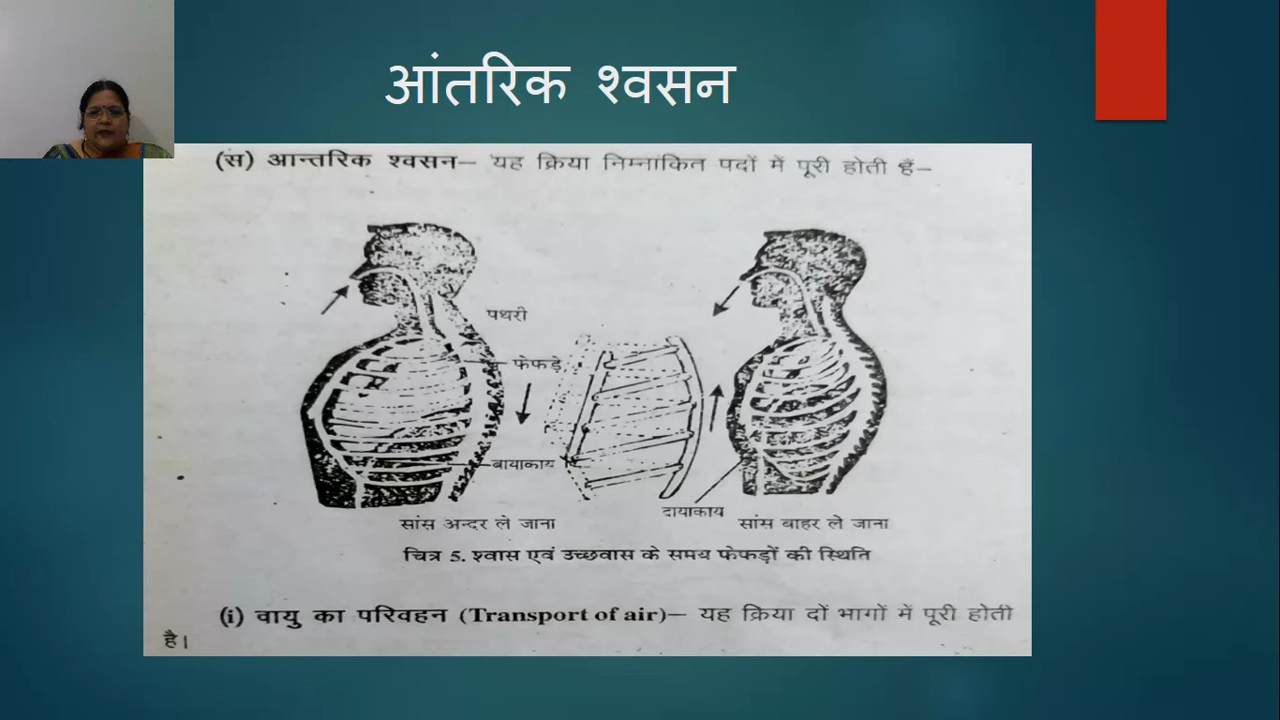 आंतरिक श्वसन
(स) आन्तरिक श्वसन– यह क्रिया निम्नांकित पदों में पूरी होती हैं–
पथरी
फेफड़े
बायाकाय
दायाकाय
सांस अन्दर ले जाना
सांस बाहर ले जाना
चित्र 5. श्वास एवं उच्छवास के समय फेफड़ों की स्थिति
(i) वायु का परिवहन (Transport of air)– यह क्रिया दों भागों में पूरी होती
है।